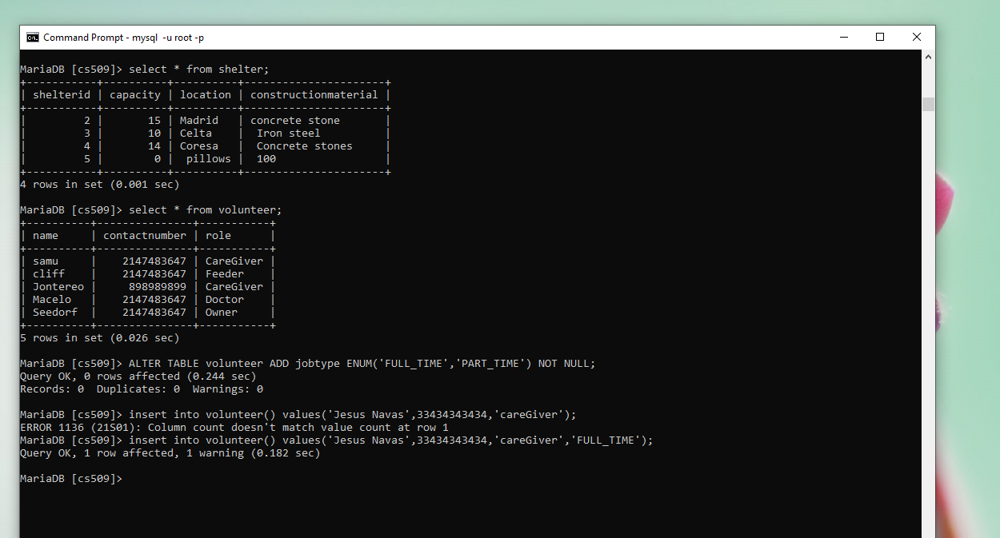 Command Prompt - mysql  -u root -p
MariaDB [cs509]> select * from shelter;
+-----------+----------+----------+----------------------+
| shelterid | capacity | location | constructionmaterial |
+-----------+----------+----------+----------------------+
|         2 |       15 | Madrid   | concrete stone       |
|         3 |       10 | Celta    |  Iron steel          |
|         4 |       14 | Coresa   |  Concrete stones     |
|         5 |        0 |  pillows |  100                 |
+-----------+----------+----------+----------------------+
4 rows in set (0.001 sec)
MariaDB [cs509]> select * from volunteer;
+----------+---------------+-----------+
| name     | contactnumber | role      |
+----------+---------------+-----------+
| samu     |    2147483647 | CareGiver |
| cliff    |    2147483647 | Feeder    |
| Jontereo |     898989899 | CareGiver |
| Macelo   |    2147483647 | Doctor    |
| Seedorf  |    2147483647 | Owner     |
+----------+---------------+-----------+
5 rows in set (0.026 sec)
MariaDB [cs509]> ALTER TABLE volunteer ADD jobtype ENUM('FULL_TIME','PART_TIME') NOT NULL;
Query OK, 0 rows affected (0.244 sec)
Records: 0  Duplicates: 0  Warnings: 0
MariaDB [cs509]> insert into volunteer() values('Jesus Navas',33434343434,'careGiver');
ERROR 1136 (21S01): Column count doesn't match value count at row 1
MariaDB [cs509]> insert into volunteer() values('Jesus Navas',33434343434,'careGiver','FULL_TIME');
Query OK, 1 row affected, 1 warning (0.182 sec)
MariaDB [cs509]>